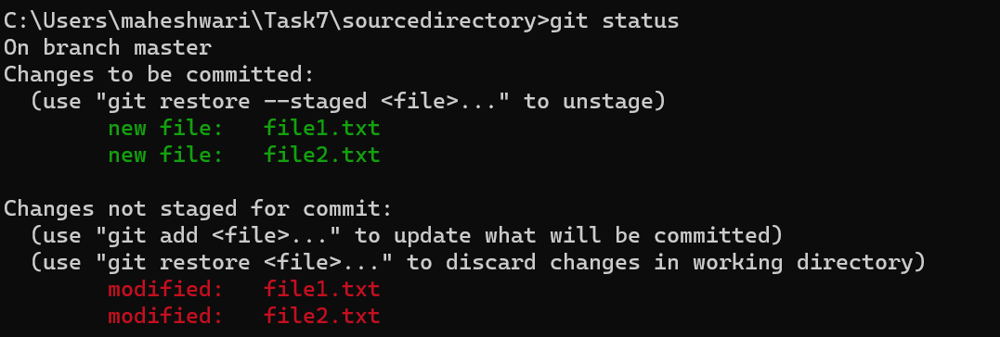 C:\Users\maheshwari\Task7\sourcedirectory>git status
On branch master
Changes to be committed:
  (use "git restore --staged <file>..." to unstage)
        new file:   file1.txt
        new file:   file2.txt

Changes not staged for commit:
  (use "git add <file>..." to update what will be committed)
  (use "git restore <file>..." to discard changes in working directory)
        modified:   file1.txt
        modified:   file2.txt